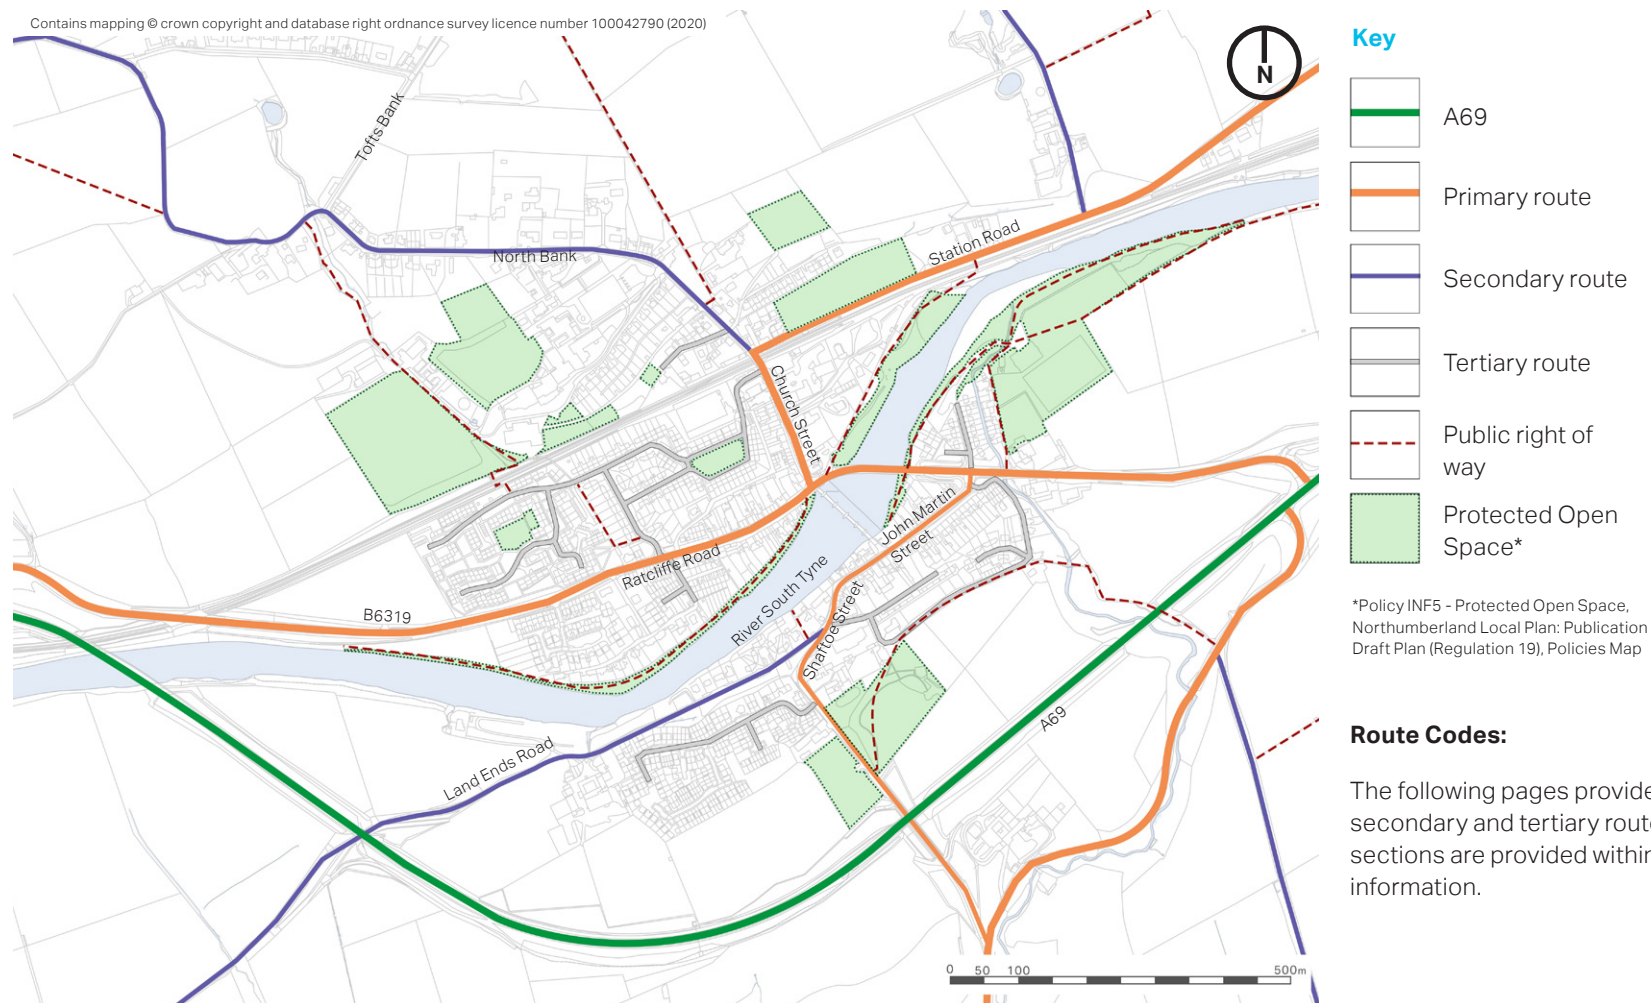 Contains mapping © crown copyright and database right ordnance survey licence number 100042790 (2020)
N
Tofts Bank
North Bank
Station Road
Church Street
John Martin
Street
Ratcliffe Road
B6319
River South Tyne
Shaftoe Street
Land Ends Road
A69
0 50 100 500m
Key
A69
Primary route
Secondary route
Tertiary route
Public right of
way
Protected Open
Space*
*Policy INF5 - Protected Open Space,
Northumberland Local Plan: Publication
Draft Plan (Regulation 19), Policies Map
Route Codes:
The following pages provide
secondary and tertiary route
sections are provided within
information.